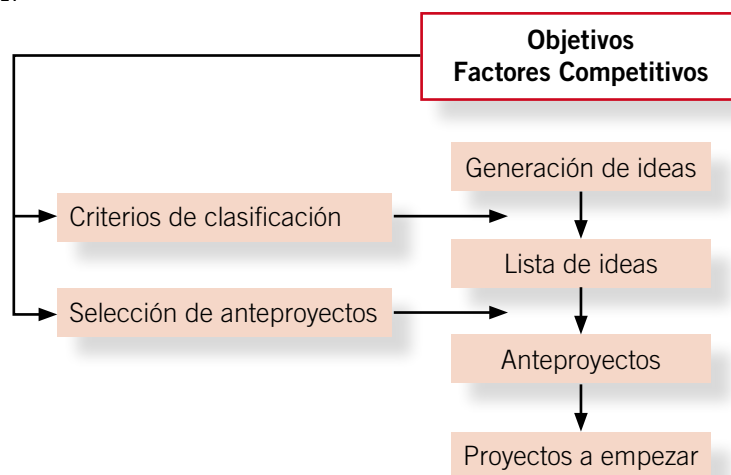 Objetivos
Factores Competitivos
Generación de ideas
Criterios de clasificación
Lista de ideas
Selección de anteproyectos
Anteproyectos
Proyectos a empezar